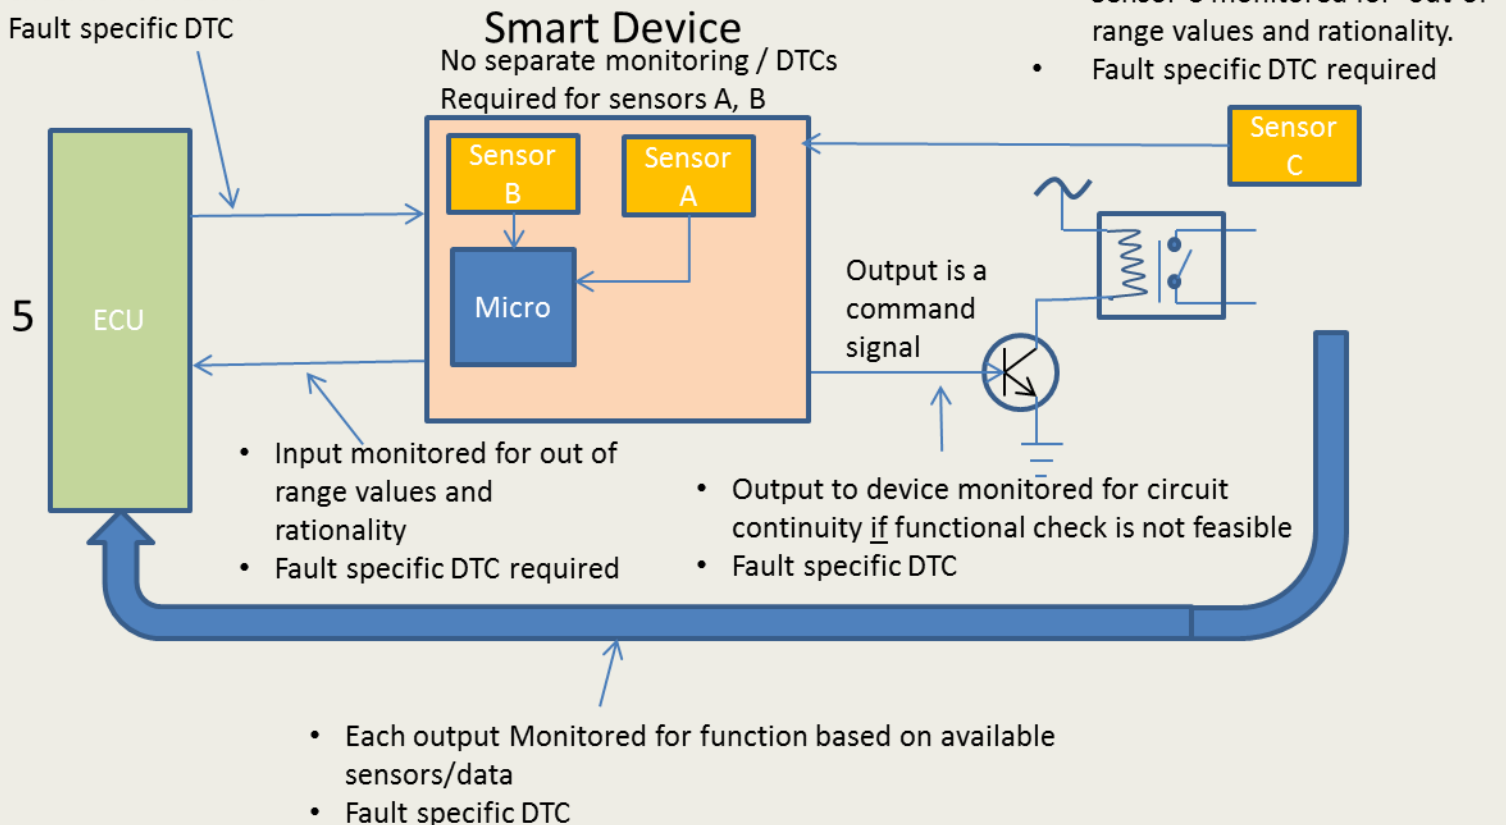 Fault specific DTC
Smart Device
No separate monitoring / DTCs
Required for sensors A, B
range values and rationality.
• Fault specific DTC required
Sensor
C
Sensor
B
Sensor
A
Micro
5
ECU
Output is a
command
signal
• Input monitored for out of
range values and
rationality
• Fault specific DTC required
• Output to device monitored for circuit
continuity if functional check is not feasible
• Fault specific DTC
• Each output Monitored for function based on available
sensors/data
• Fault specific DTC